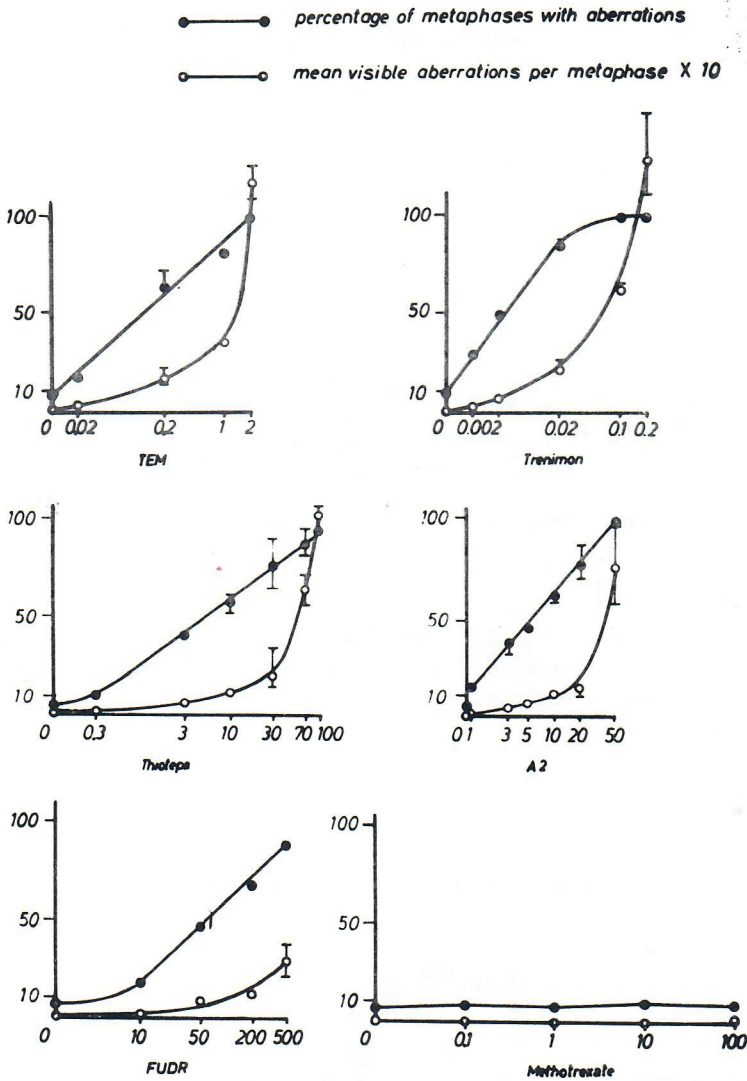 percentage of metaphases with aberrations
mean visible aberrations per metaphase X 10
100
50
10
0 0,02 0,2 1 2
TEM
100
50
10
0 0.002 0.02 0.1 0.2
Trenimon
100
50
10
0 0,3 3 10 30 70 100
Thiotepa
100
50
10
0 1 3 5 10 20 50
A2
100
50
10
0 10 50 200 500
FUDR
100
50
10
0 0.1 1 10 100
Methotrexate